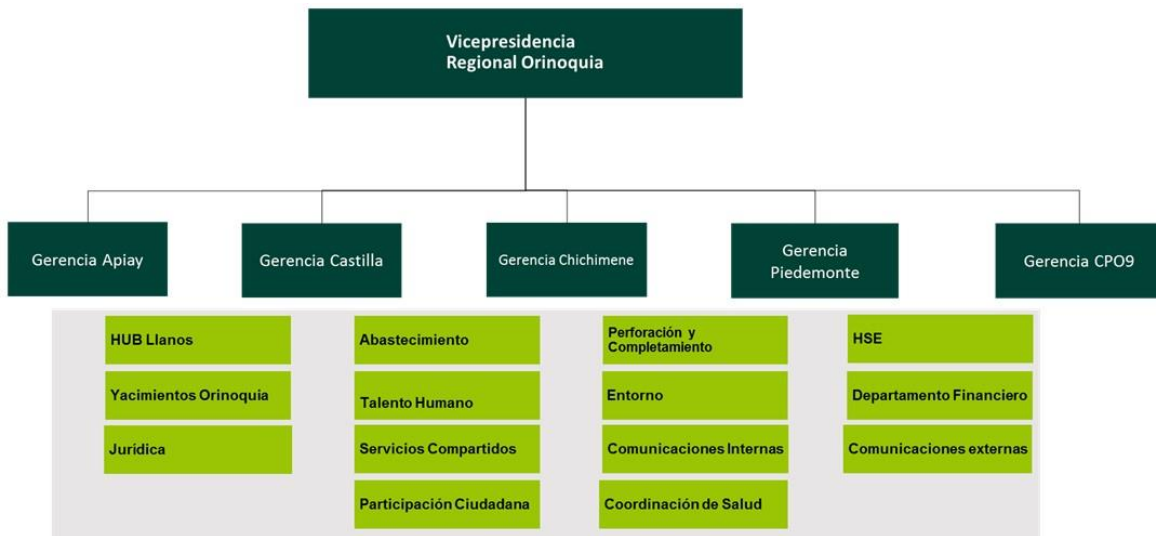 Vicepresidencia
Regional Orinoquia
Gerencia Apiay
Gerencia Castilla
Gerencia Chichimene
Gerencia
Piedemonte
Gerencia CPO9
HUB Llanos
Abastecimiento
Perforación y
Completamiento
HSE
Yacimientos Orinoquia
Talento Humano
Entorno
Departamento Financiero
Jurídica
Servicios Compartidos
Comunicaciones Internas
Comunicaciones externas
Participación Ciudadana
Coordinación de Salud